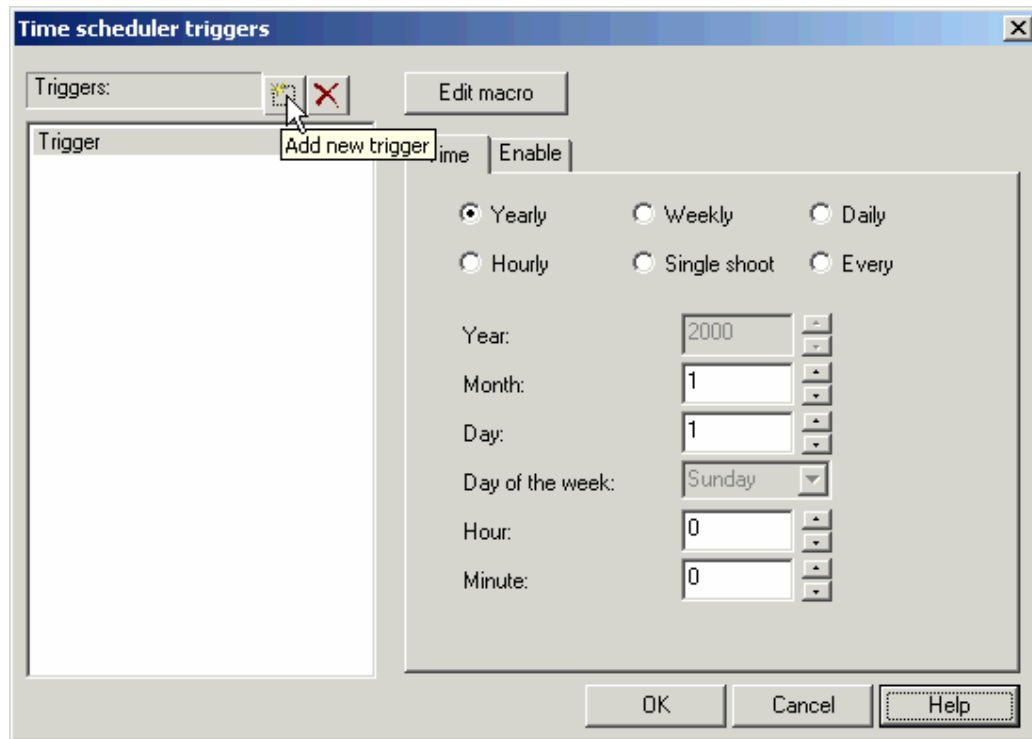 Time scheduler triggers
Triggers:
Edit macro
Add new trigger
Trigger
Time Enable
Yearly Weekly Daily
Hourly Single shoot Every
Year: 2000
Month: 1
Day: 1
Day of the week: Sunday
Hour: 0
Minute: 0
OK Cancel Help